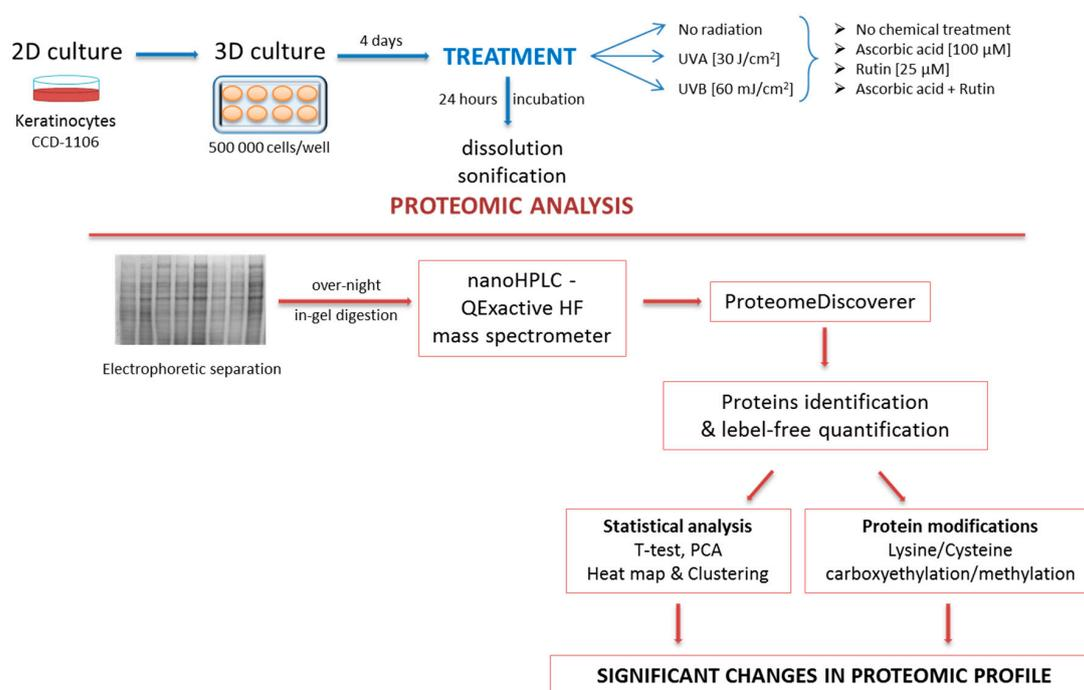 2D culture
3D culture
4 days
TREATMENT
No radiation
UVA [30 J/cm²]
UVB [60 mJ/cm²]
➢ No chemical treatment
➢ Ascorbic acid [100 µM]
➢ Rutin [25 µM]
➢ Ascorbic acid + Rutin
Keratinocytes
CCD-1106
500 000 cells/well
24 hours incubation
dissolution
sonification
PROTEOMIC ANALYSIS
over-night
in-gel digestion
Electrophoretic separation
nanoHPLC -
QExactive HF
mass spectrometer
ProteomeDiscoverer
Proteins identification
& lebel-free quantification
Statistical analysis
T-test, PCA
Heat map & Clustering
Protein modifications
Lysine/Cysteine
carboxyethylation/methylation
SIGNIFICANT CHANGES IN PROTEOMIC PROFILE